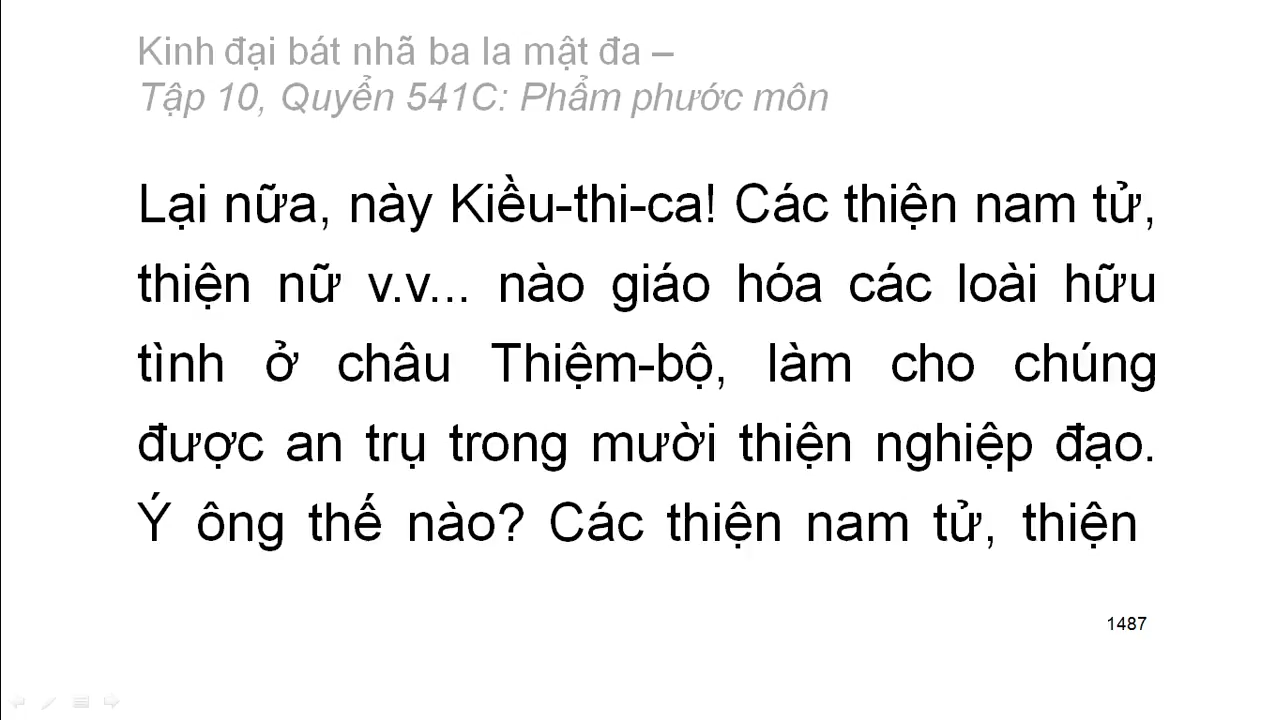 Kinh đại bát nhã ba la mật đa –
Tập 10, Quyển 541C: Phẩm phước môn
Lại nữa, này Kiều-thi-ca! Các thiện nam tử,
thiện nữ v.v... nào giáo hóa các loài hữu
tình ở châu Thiệm-bộ, làm cho chúng
được an trụ trong mười thiện nghiệp đạo.
Ý ông thế nào? Các thiện nam tử, thiện
1487